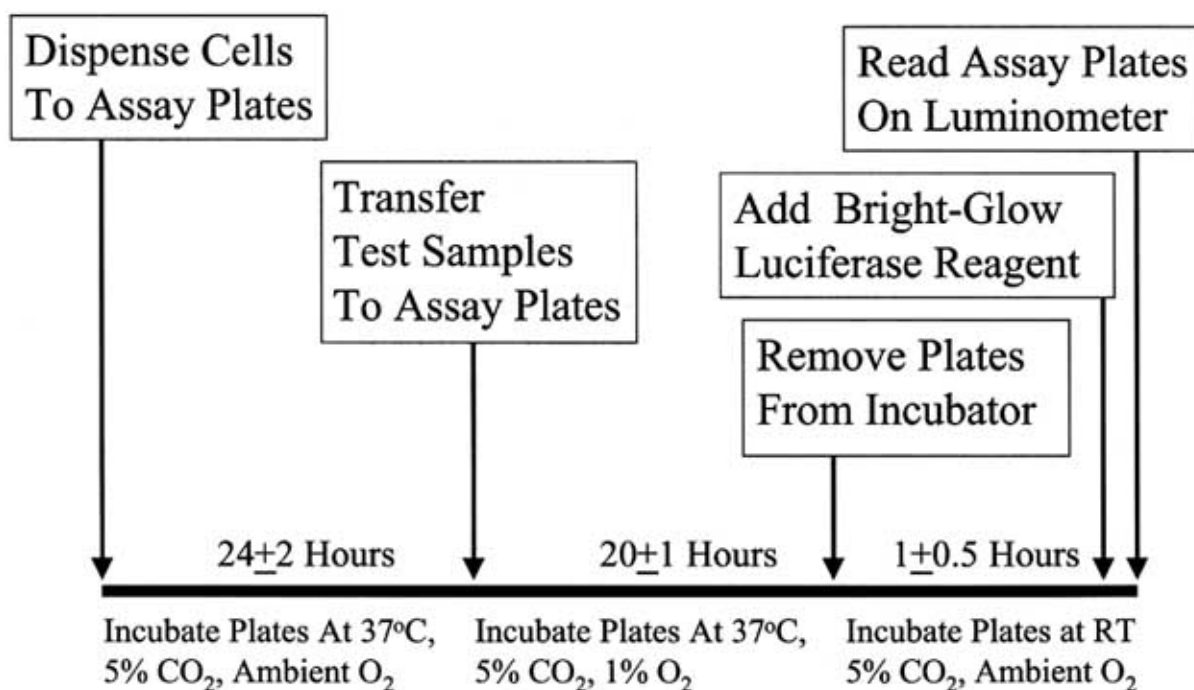 Dispense Cells
To Assay Plates
Transfer
Test Samples
To Assay Plates
Read Assay Plates
On Luminometer
Add Bright-Glow
Luciferase Reagent
Remove Plates
From Incubator
24±2 Hours
20±1 Hours
1±0.5 Hours
Incubate Plates At 37ºC,
5% CO₂, Ambient O₂
Incubate Plates At 37ºC,
5% CO₂, 1% O₂
Incubate Plates at RT
5% CO₂, Ambient O₂